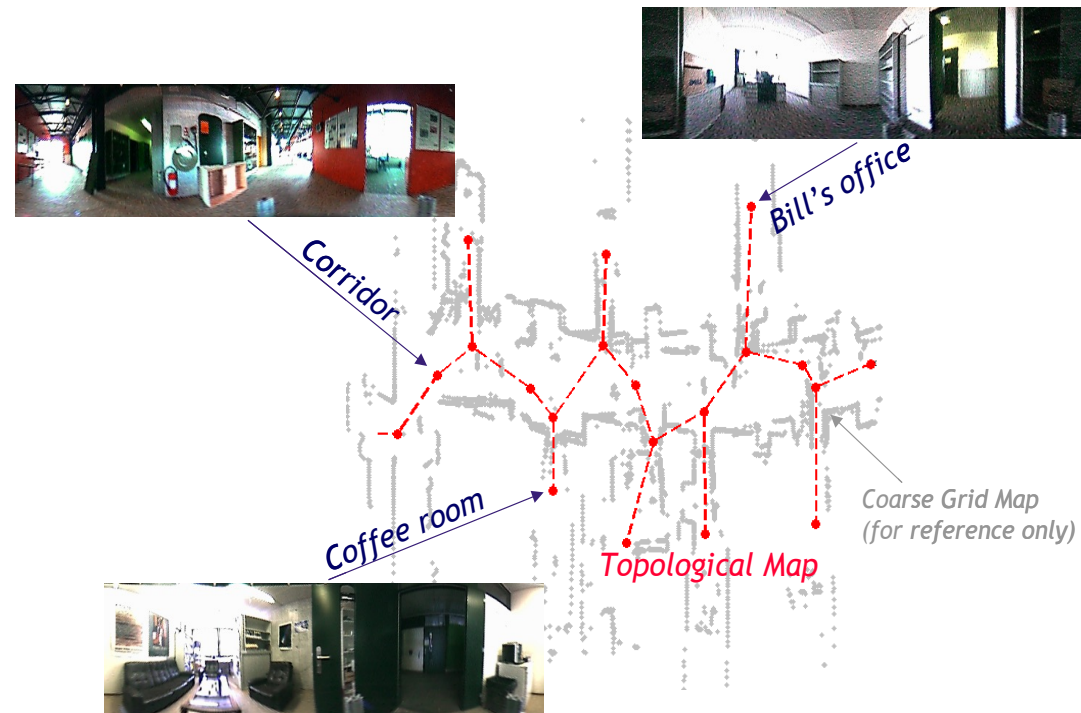 Bill's office
Corridor
Coffee room
Coarse Grid Map
(for reference only)
Topological Map